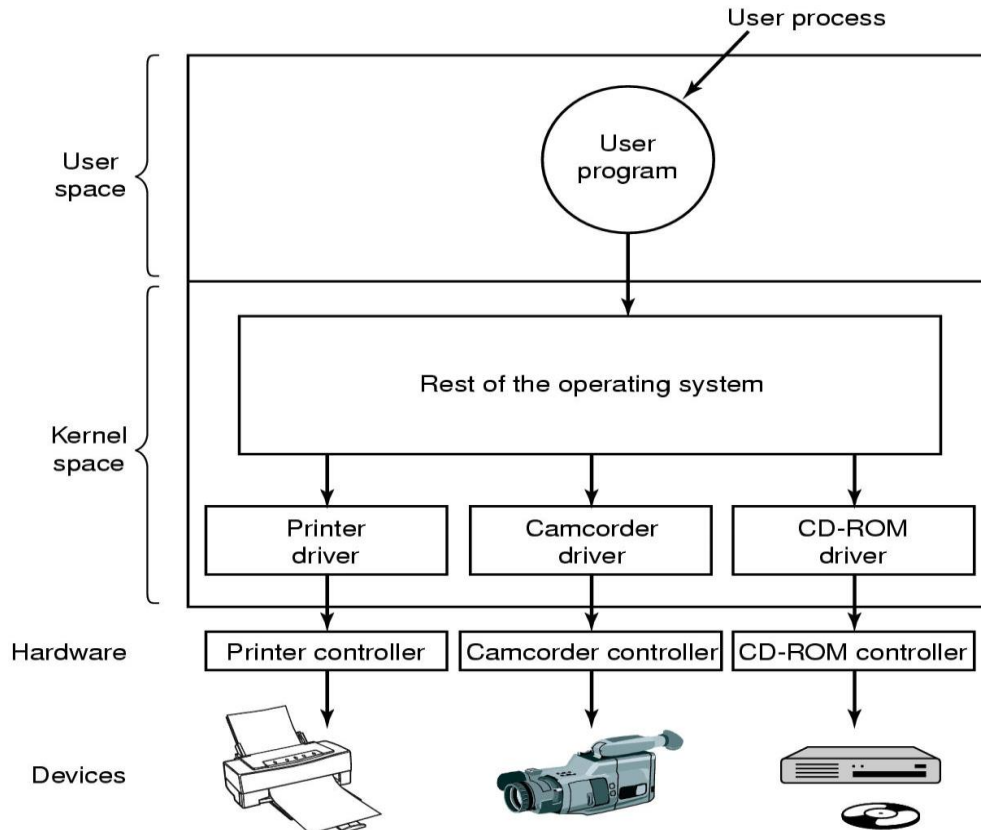 User process
User
program
User
space
Rest of the operating system
Kernel
space
Printer
driver
Camcorder
driver
CD-ROM
driver
Hardware
Printer controller
Camcorder controller
CD-ROM controller
Devices